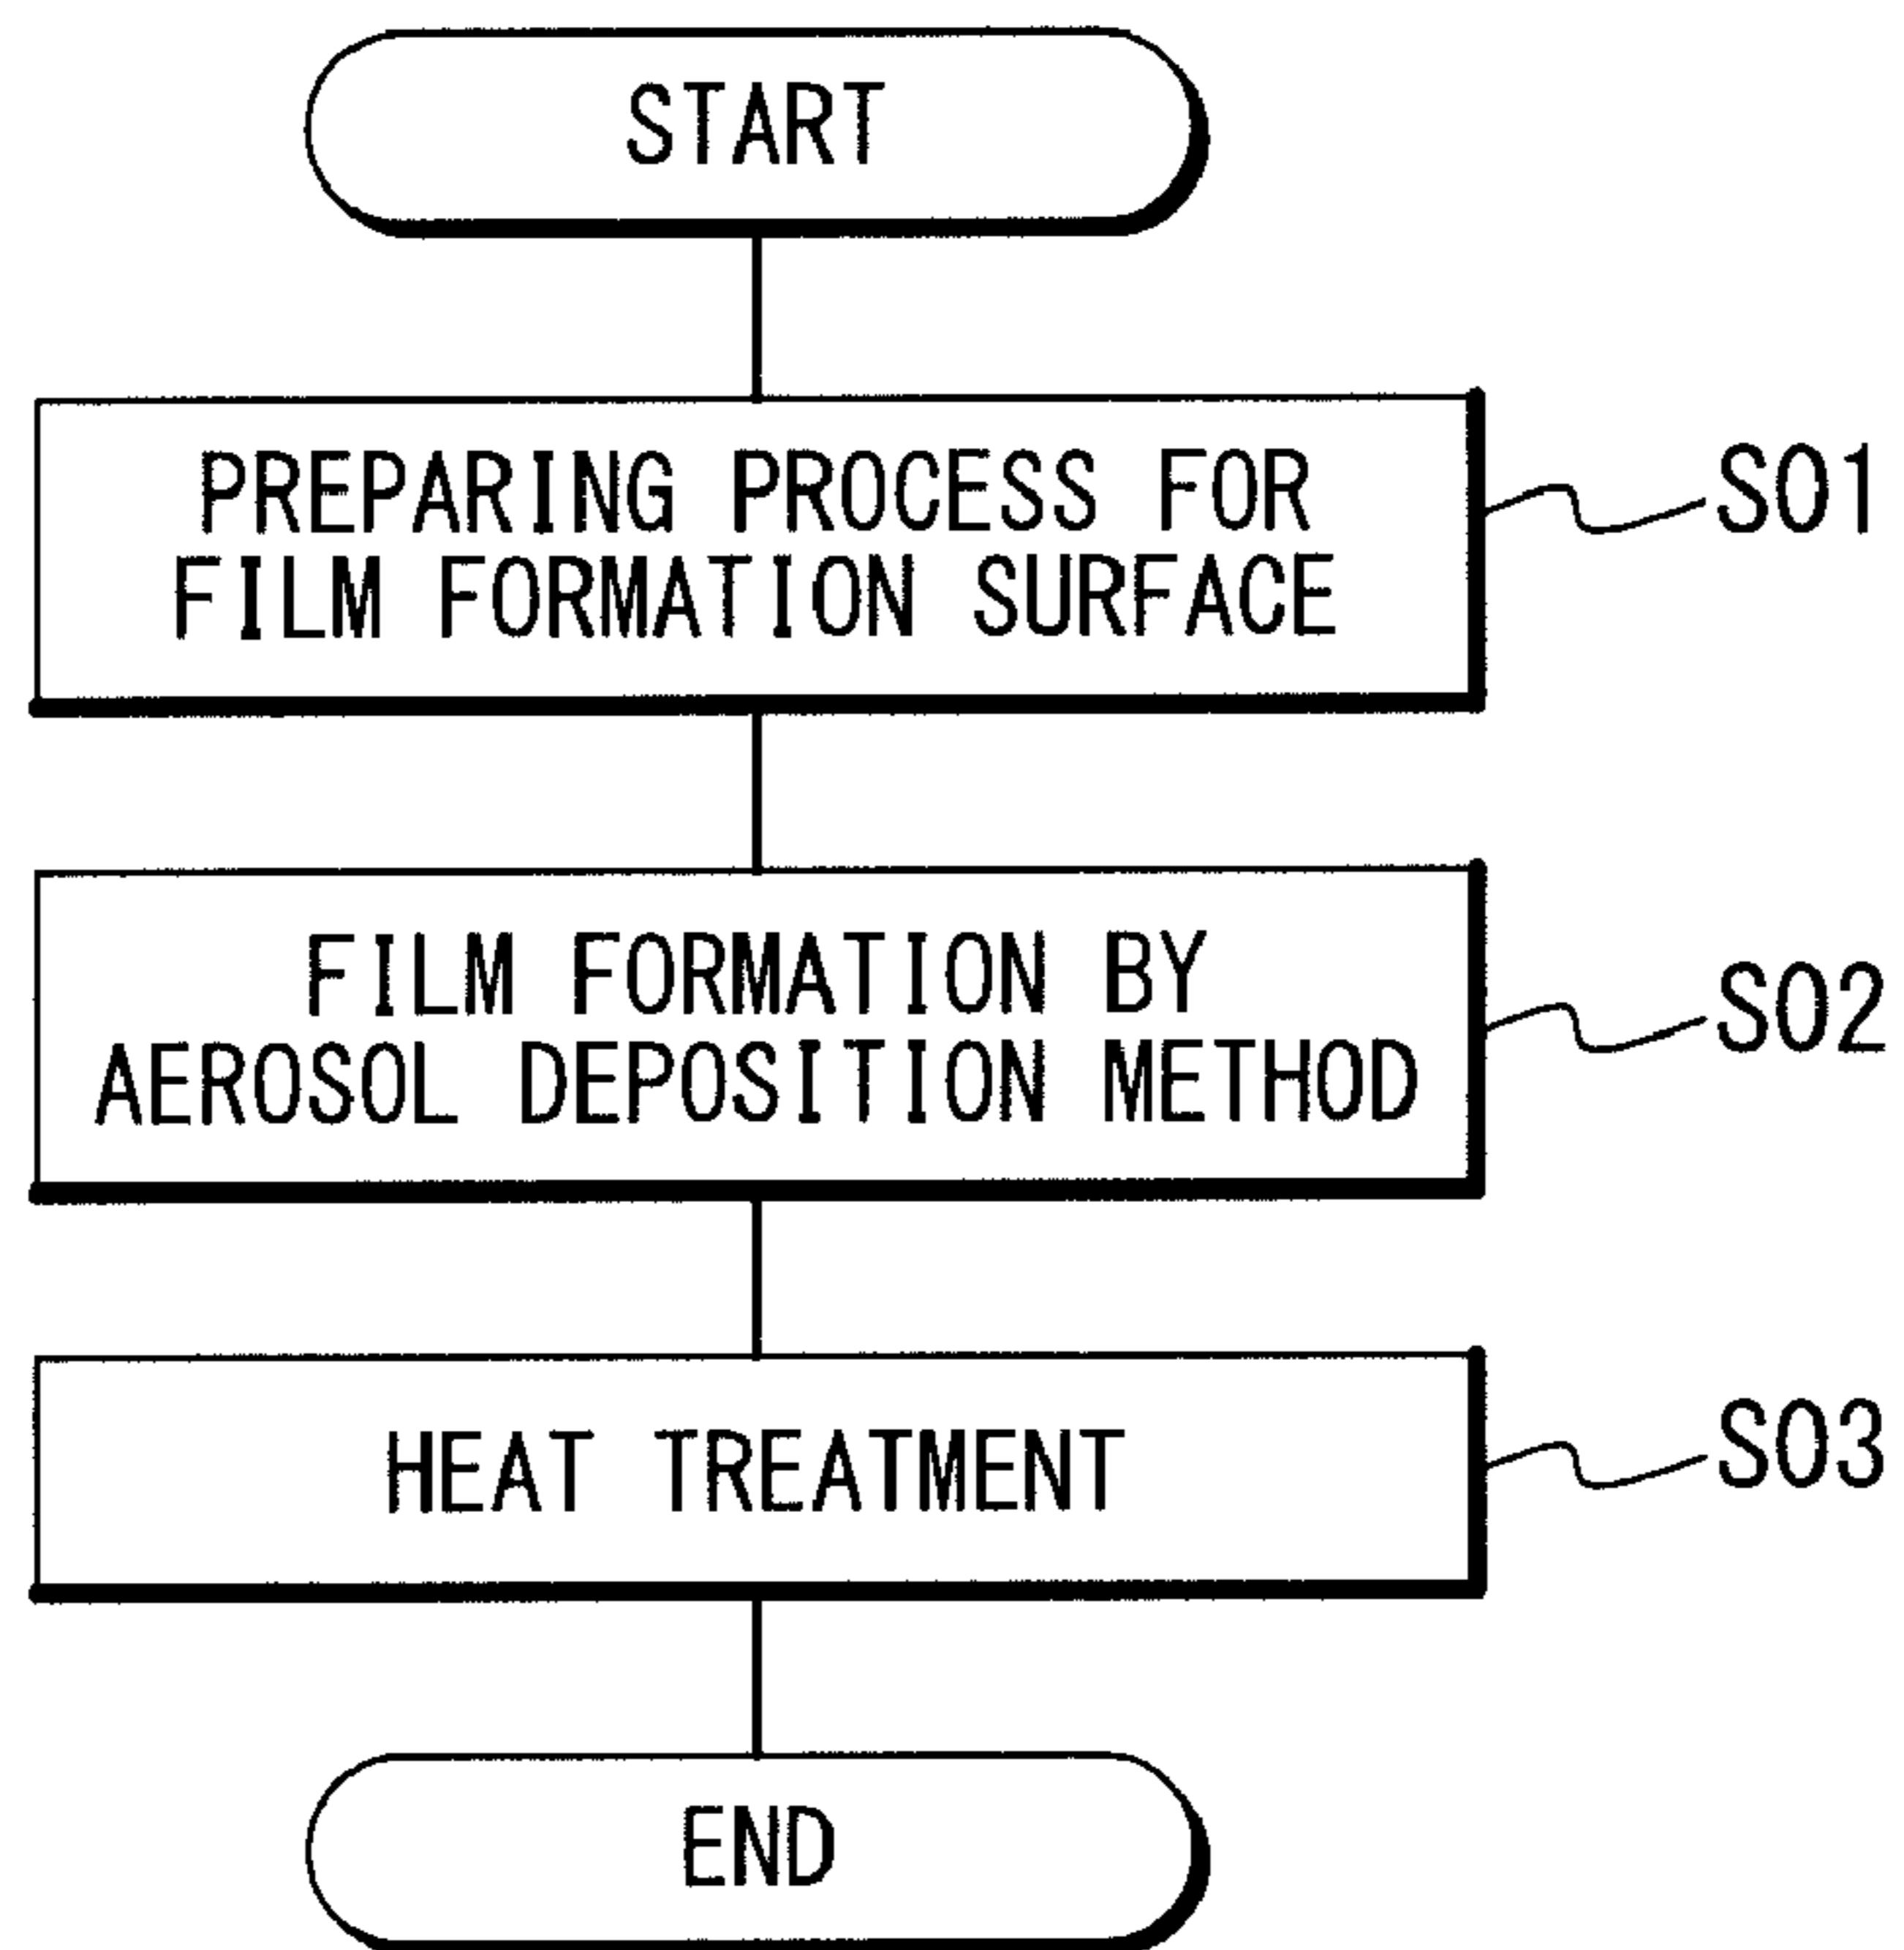 START
PREPARING PROCESS FOR
FILM FORMATION SURFACE
S01
FILM FORMATION BY
AEROSOL DEPOSITION METHOD
S02
HEAT TREATMENT
S03
END